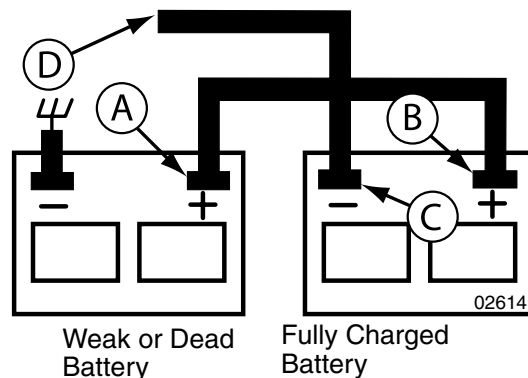 D
A
B
C
− + − +
02614
Weak or Dead
Battery
Fully Charged
Battery